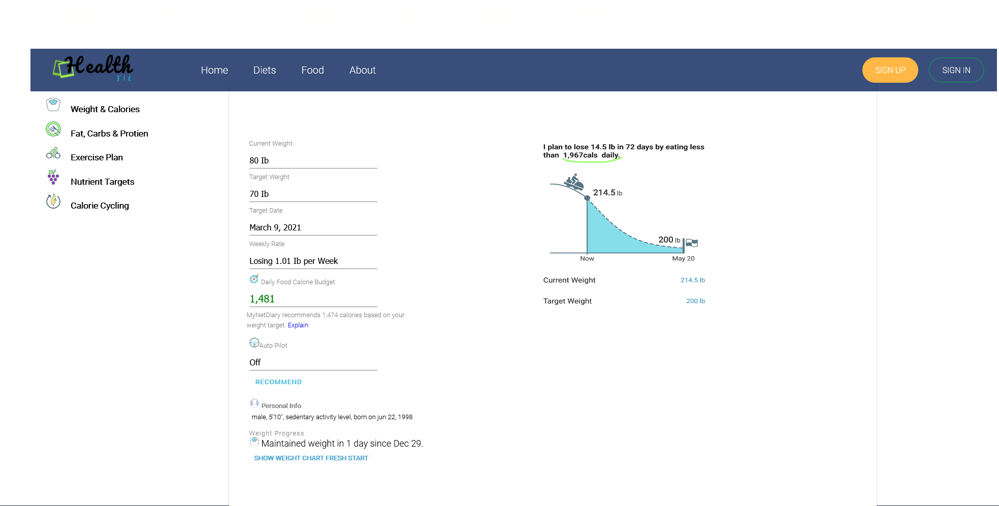 Health
Fit
Home Diets Food About SIGN UP SIGN IN
Weight & Calories
Fat, Carbs & Protien
Exercise Plan
Nutrient Targets
Calorie Cycling
Current Weight
80 Ib
Target Weight
70 Ib
Target Date
March 9, 2021
Weekly Rate
Losing 1.01 Ib per Week
Daily Food Calorie Budget
1,481
MyNetDiary recommends 1,474 calories based on your
weight target. Explain
Auto Pilot
Off
RECOMMEND
Personal Info
male, 5'10", sedentary activity level, born on jun 22, 1998
Weight Progress
Maintained weight in 1 day since Dec 29.
SHOW WEIGHT CHART FRESH START
I plan to lose 14.5 lb in 72 days by eating less
than 1,967cals daily.
214.5 lb
200 lb
Now May 20
Current Weight 214.5 lb
Target Weight 200 lb